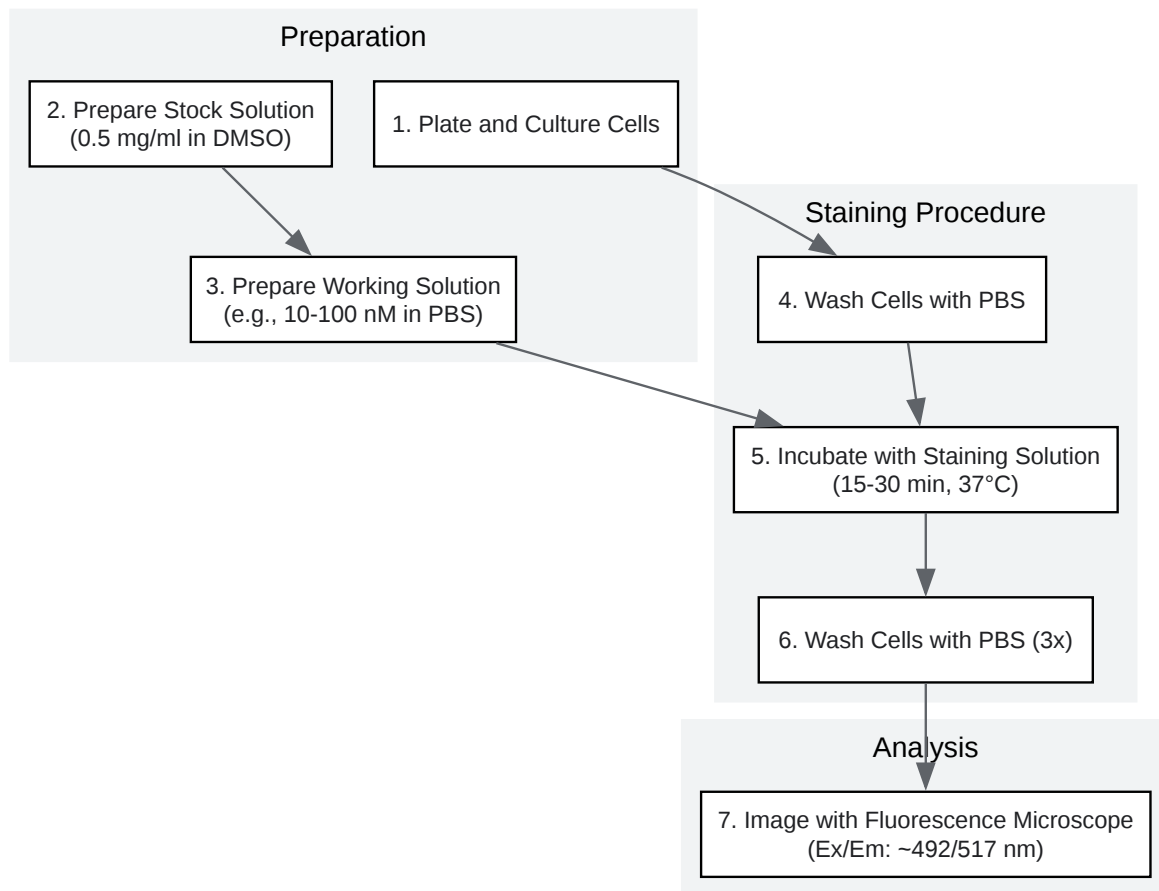 Preparation
2. Prepare Stock Solution
(0.5 mg/ml in DMSO)
1. Plate and Culture Cells
3. Prepare Working Solution
(e.g., 10-100 nM in PBS)
Staining Procedure
4. Wash Cells with PBS
5. Incubate with Staining Solution
(15-30 min, 37°C)
6. Wash Cells with PBS (3x)
Analysis
7. Image with Fluorescence Microscope
(Ex/Em: ~492/517 nm)